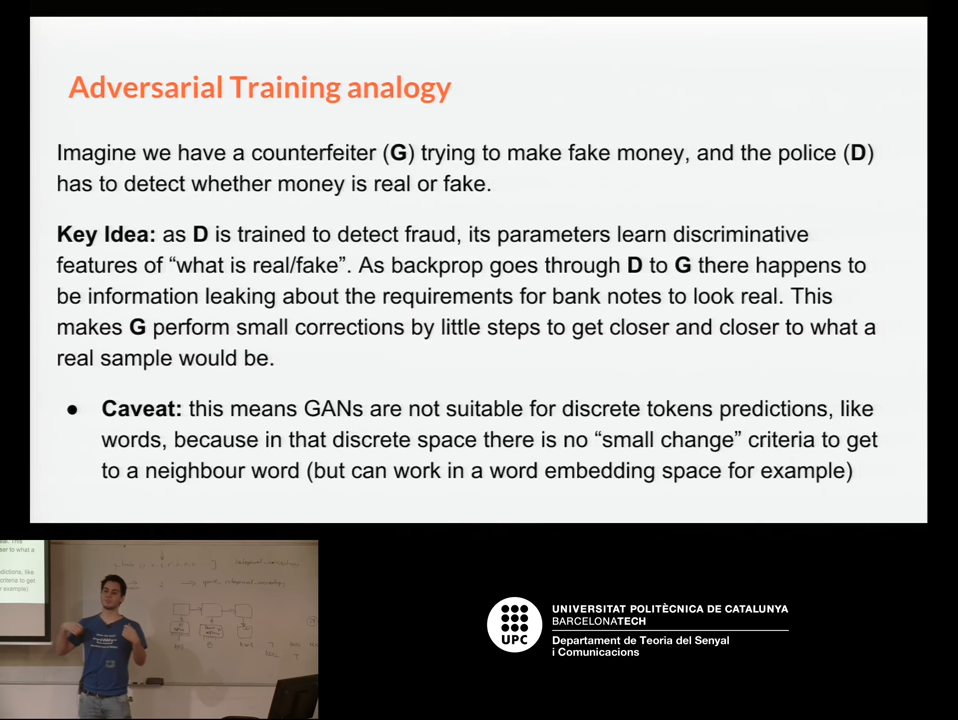 Adversarial Training analogy
Imagine we have a counterfeiter (G) trying to make fake money, and the police (D)
has to detect whether money is real or fake.
Key Idea: as D is trained to detect fraud, its parameters learn discriminative
features of “what is real/fake”. As backprop goes through D to G there happens to
be information leaking about the requirements for bank notes to look real. This
makes G perform small corrections by little steps to get closer and closer to what a
real sample would be.
● Caveat: this means GANs are not suitable for discrete tokens predictions, like
words, because in that discrete space there is no “small change” criteria to get
to a neighbour word (but can work in a word embedding space for example)
UPC
UNIVERSITAT POLITÈCNICA DE CATALUNYA
BARCELONATECH
Departament de Teoria del Senyal
i Comunicacions